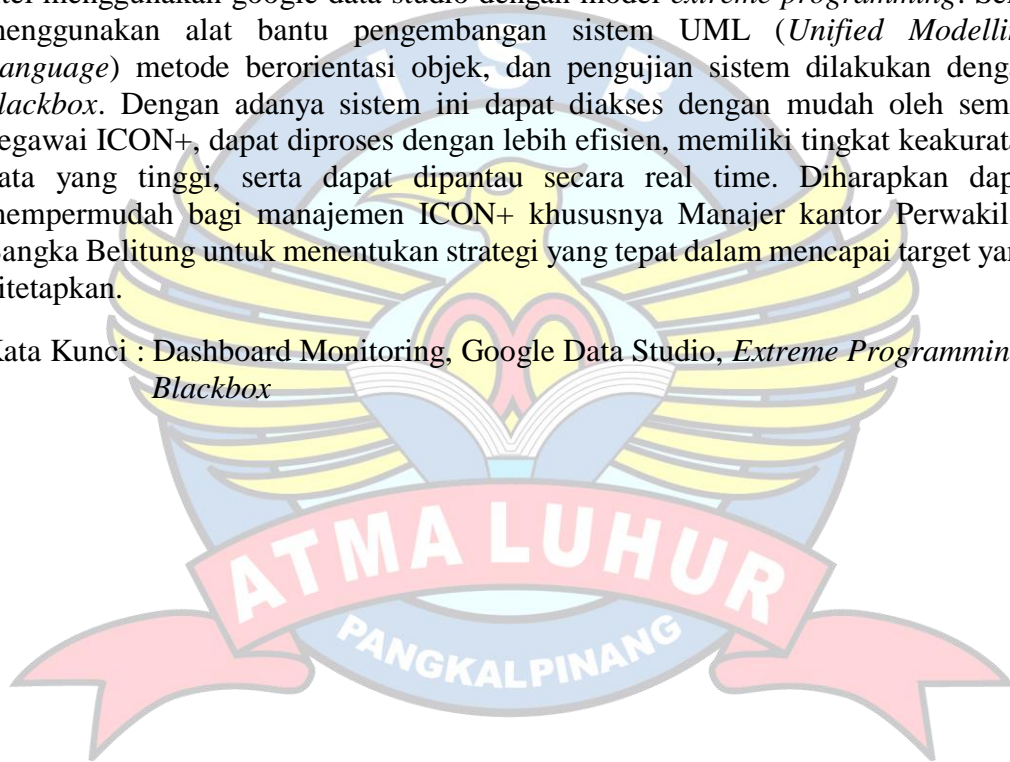 menggunakan google data studio dengan model extreme programming. Ser
menggunakan alat bantu pengembangan sistem UML (Unified Modellin
anguage) metode berorientasi objek, dan pengujian sistem dilakukan denga
lackbox. Dengan adanya sistem ini dapat diakses dengan mudah oleh sem
egawai ICON+, dapat diproses dengan lebih efisien, memiliki tingkat keakurata
ata yang tinggi, serta dapat dipantau secara real time. Diharapkan dap
mempermudah bagi manajemen ICON+ khususnya Manajer kantor Perwakil
angka Belitung untuk menentukan strategi yang tepat dalam mencapai target yan
itetapkan.
Kata Kunci : Dashboard Monitoring, Google Data Studio, Extreme Programmin
Blackbox
I S B
ATMA LUHUR
PANGKALPINANG